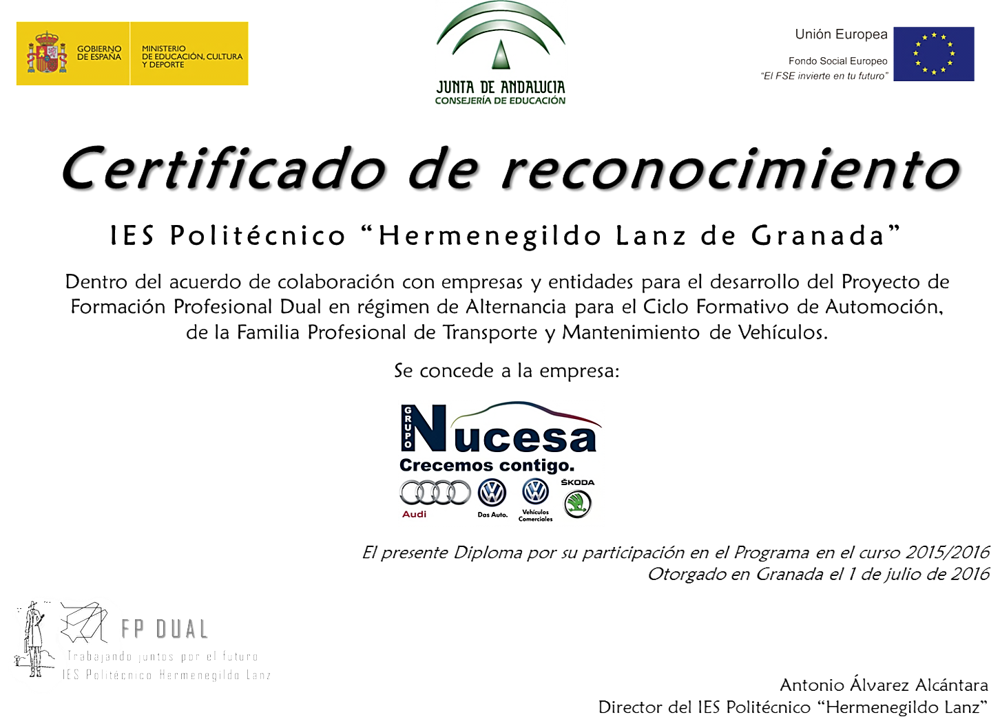 GOBIERNO
DE ESPAÑA
MINISTERIO
DE EDUCACIÓN, CULTURA
Y DEPORTE
JUNTA DE ANDALUCIA
CONSEJERÍA DE EDUCACIÓN
Unión Europea
Fondo Social Europeo
“El FSE invierte en tu futuro”
Certificado de reconocimiento
IES Politécnico “Hermenegildo Lanz de Granada”
Dentro del acuerdo de colaboración con empresas y entidades para el desarrollo del Proyecto de
Formación Profesional Dual en régimen de Alternancia para el Ciclo Formativo de Automoción,
de la Familia Profesional de Transporte y Mantenimiento de Vehículos.
Se concede a la empresa:
GRUPO
Nucesa
Crecemos contigo.
Audi
Das Auto.
Vehículos
Comerciales
ŠKODA
El presente Diploma por su participación en el Programa en el curso 2015/2016
Otorgado en Granada el 1 de julio de 2016
FP DUAL
Trabajando juntos por el futuro
IES Politécnico Hermenegildo Lanz
Antonio Álvarez Alcántara
Director del IES Politécnico “Hermenegildo Lanz”